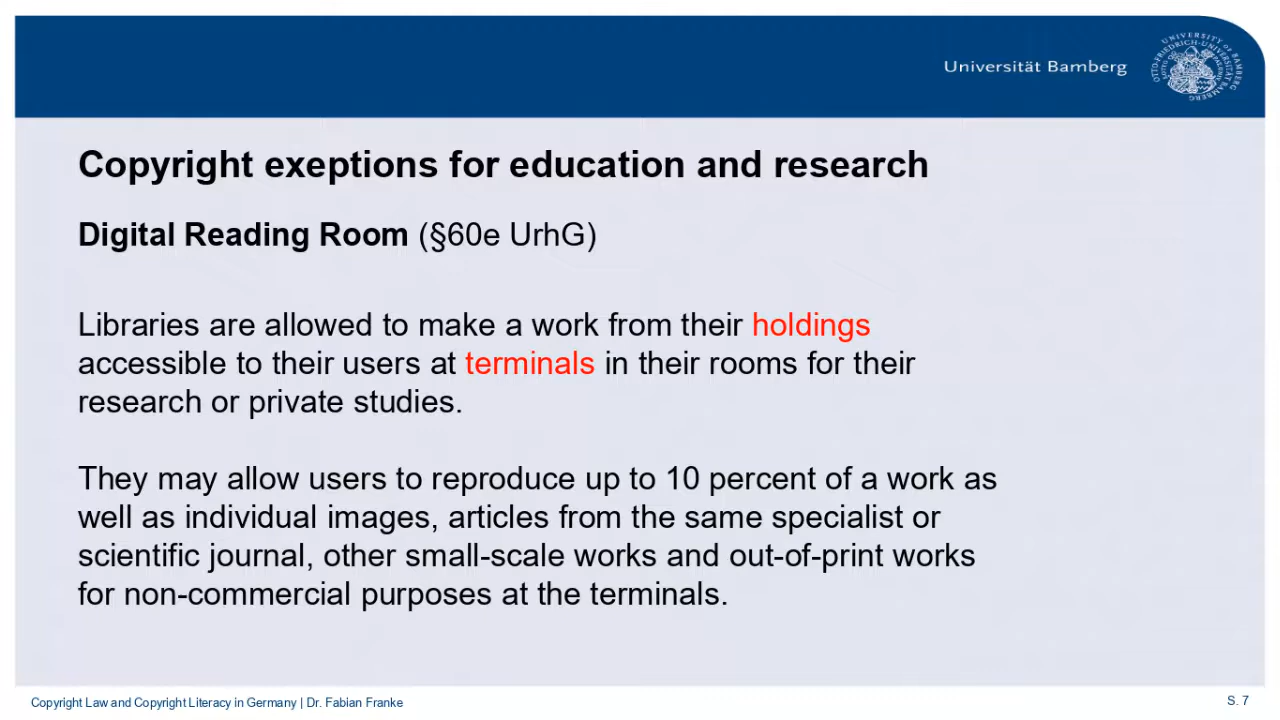 Universität Bamberg
Copyright exeptions for education and research
Digital Reading Room (§60e UrhG)
Libraries are allowed to make a work from their holdings
accessible to their users at terminals in their rooms for their
research or private studies.
They may allow users to reproduce up to 10 percent of a work as
well as individual images, articles from the same specialist or
scientific journal, other small-scale works and out-of-print works
for non-commercial purposes at the terminals.
Copyright Law and Copyright Literacy in Germany | Dr. Fabian Franke
S. 7